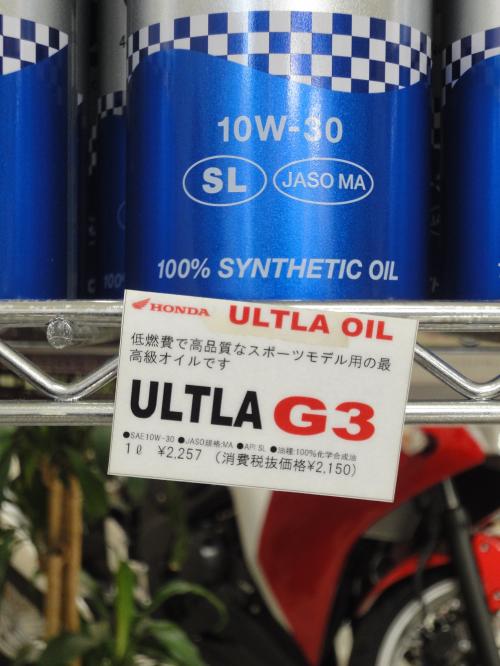 10W-30
SL
JASO MA
100% SYNTHETIC OIL
HONDA ULTLA OIL
低燃費で高品質なスポーツモデル用の最
高級オイルです
ULTLA G3
●SAE10W-30 ●JASO規格:MA ●API:SL ●油種:100%化学合成油
1ℓ ¥2,257 (消費税抜価格¥2,150)